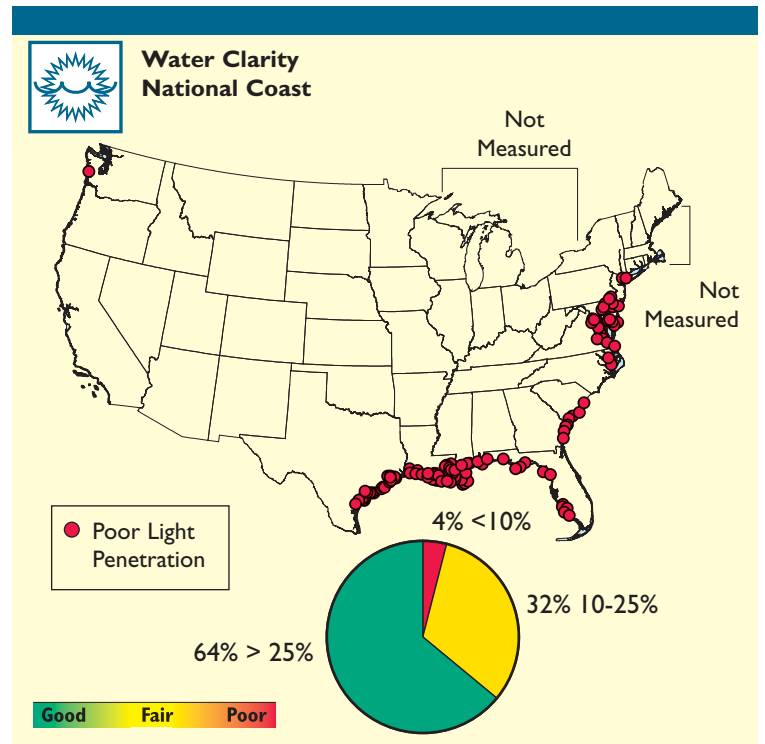 Water Clarity
National Coast
Not
Measured
Not
Measured
Poor Light
Penetration
4% <10%
32% 10-25%
64% > 25%
Good Fair Poor